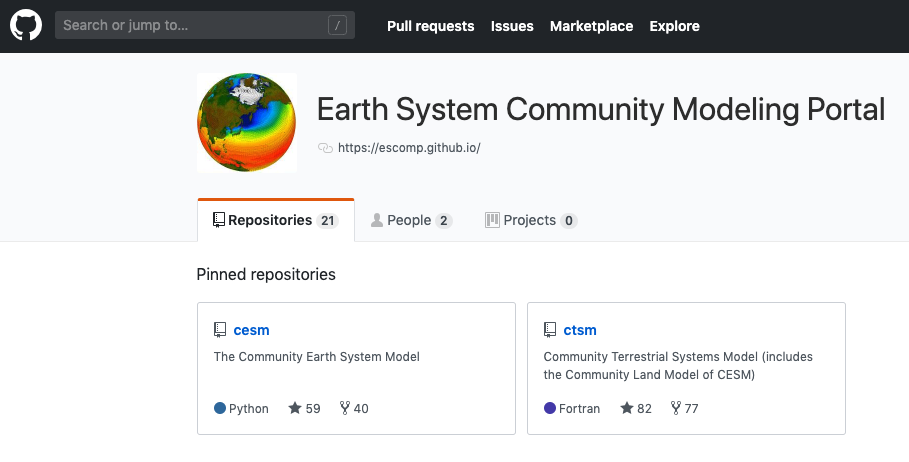 Search or jump to...
/
Pull requests
Issues
Marketplace
Explore
Earth System Community Modeling Portal
https://escomp.github.io/
Repositories 21
People 2
Projects 0
Pinned repositories
cesm
The Community Earth System Model
Python 59 40
ctsm
Community Terrestrial Systems Model (includes
the Community Land Model of CESM)
Fortran 82 77